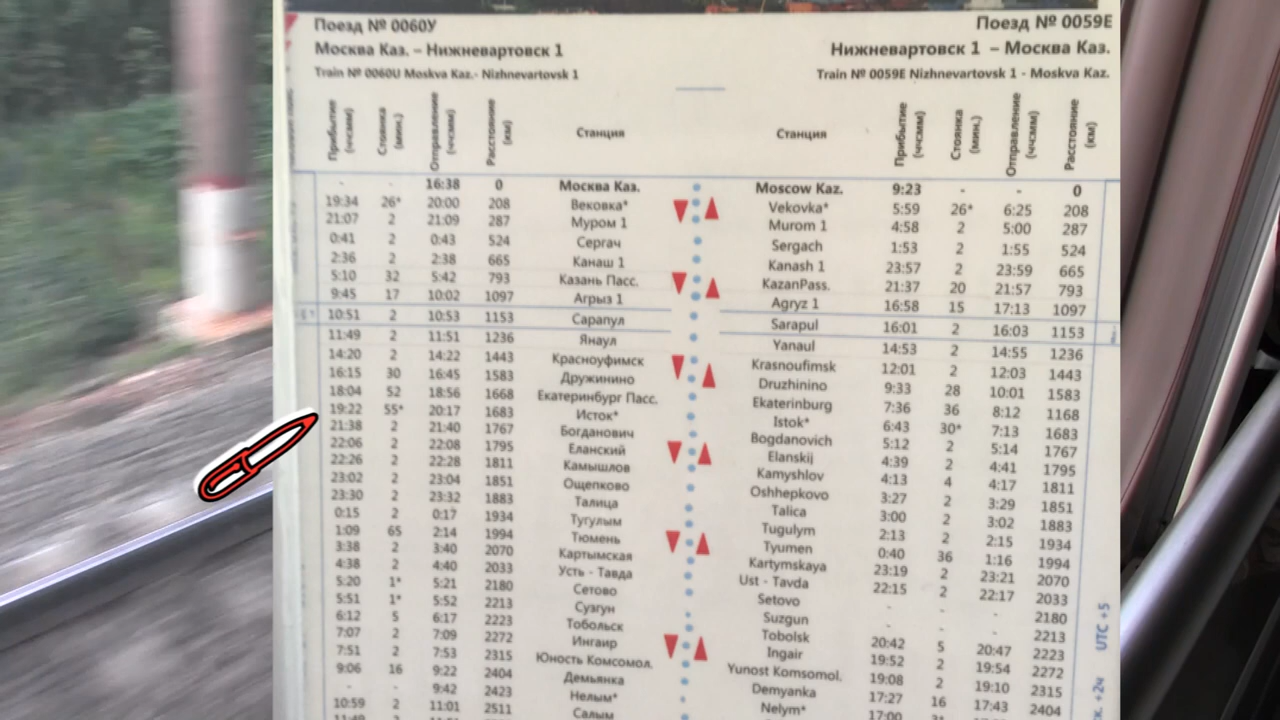 Поезд № 0060У Поезд № 0059Е
Москва Каз. – Нижневартовск 1 Нижневартовск 1 – Москва Каз.
Train № 0060U Moskva Kaz.- Nizhnevartovsk 1 Train № 0059E Nizhnevartovsk 1 - Moskva Kaz.
Прибытие (чч:мм) Стоянка (мин.) Отправление (чч:мм) Расстояние (км) Станция Станция Прибытие (чч:мм) Стоянка (мин.) Отправление (чч:мм) Расстояние (км)
- - 16:38 0 Москва Каз. Moscow Kaz. 9:23 - - 0
19:34 26* 20:00 208 Вековка* Vekovka* 5:59 26* 6:25 208
21:07 2 21:09 287 Муром 1 Murom 1 4:58 2 5:00 287
0:41 2 0:43 524 Сергач Sergach 1:53 2 1:55 524
2:36 2 2:38 665 Канаш 1 Kanash 1 23:57 2 23:59 665
5:10 32 5:42 793 Казань Пасс. KazanPass. 21:37 20 21:57 793
9:45 17 10:02 1097 Агрыз 1 Agryz 1 16:58 15 17:13 1097
10:51 2 10:53 1153 Сарапул Sarapul 16:01 2 16:03 1153
11:49 2 11:51 1236 Янаул Yanaul 14:53 2 14:55 1236
14:20 2 14:22 1443 Красноуфимск Krasnoufimsk 12:01 2 12:03 1443
16:15 30 16:45 1583 Дружинино Druzhinino 9:33 28 10:01 1583
18:04 52 18:56 1668 Екатеринбург Пасс. Ekaterinburg 7:36 36 8:12 1168
19:22 55* 20:17 1683 Исток* Istok* 6:43 30* 7:13 1683
21:38 2 21:40 1767 Богданович Bogdanovich 5:12 2 5:14 1767
22:06 2 22:08 1795 Еланский Elanskij 4:39 2 4:41 1795
22:26 2 22:28 1811 Камышлов Kamyshlov 4:13 4 4:17 1811
23:02 2 23:04 1851 Ощепково Oshhepkovo 3:27 2 3:29 1851
23:30 2 23:32 1883 Талица Talica 3:00 2 3:02 1883
0:15 2 0:17 1934 Тугулым Tugulym 2:13 2 2:15 1934
1:09 65 2:14 1994 Тюмень Tyumen 0:40 36 1:16 1994
3:38 2 3:40 2070 Картымская Kartymskaya 23:19 2 23:21 2070
4:38 2 4:40 2033 Усть - Тавда Ust - Tavda 22:15 2 22:17 2033
5:20 1* 5:21 2180 Сетово Setovo - - - 2180
5:51 1* 5:52 2213 Сузгун Suzgun - - - 2213
6:12 5 6:17 2223 Тобольск Tobolsk 20:42 5 20:47 2223
7:07 2 7:09 2272 Ингаир Ingair 19:52 2 19:54 2272
7:51 2 7:53 2315 Юность Комсомол. Yunost Komsomol. 19:08 2 19:10 2315
9:06 16 9:22 2404 Демьянка Demyanka 17:27 16 17:43 2404
- - 9:42 2423 Нелым* Nelym* 17:00
10:59 2 11:01 2511 Салым
+2ч UTC +5